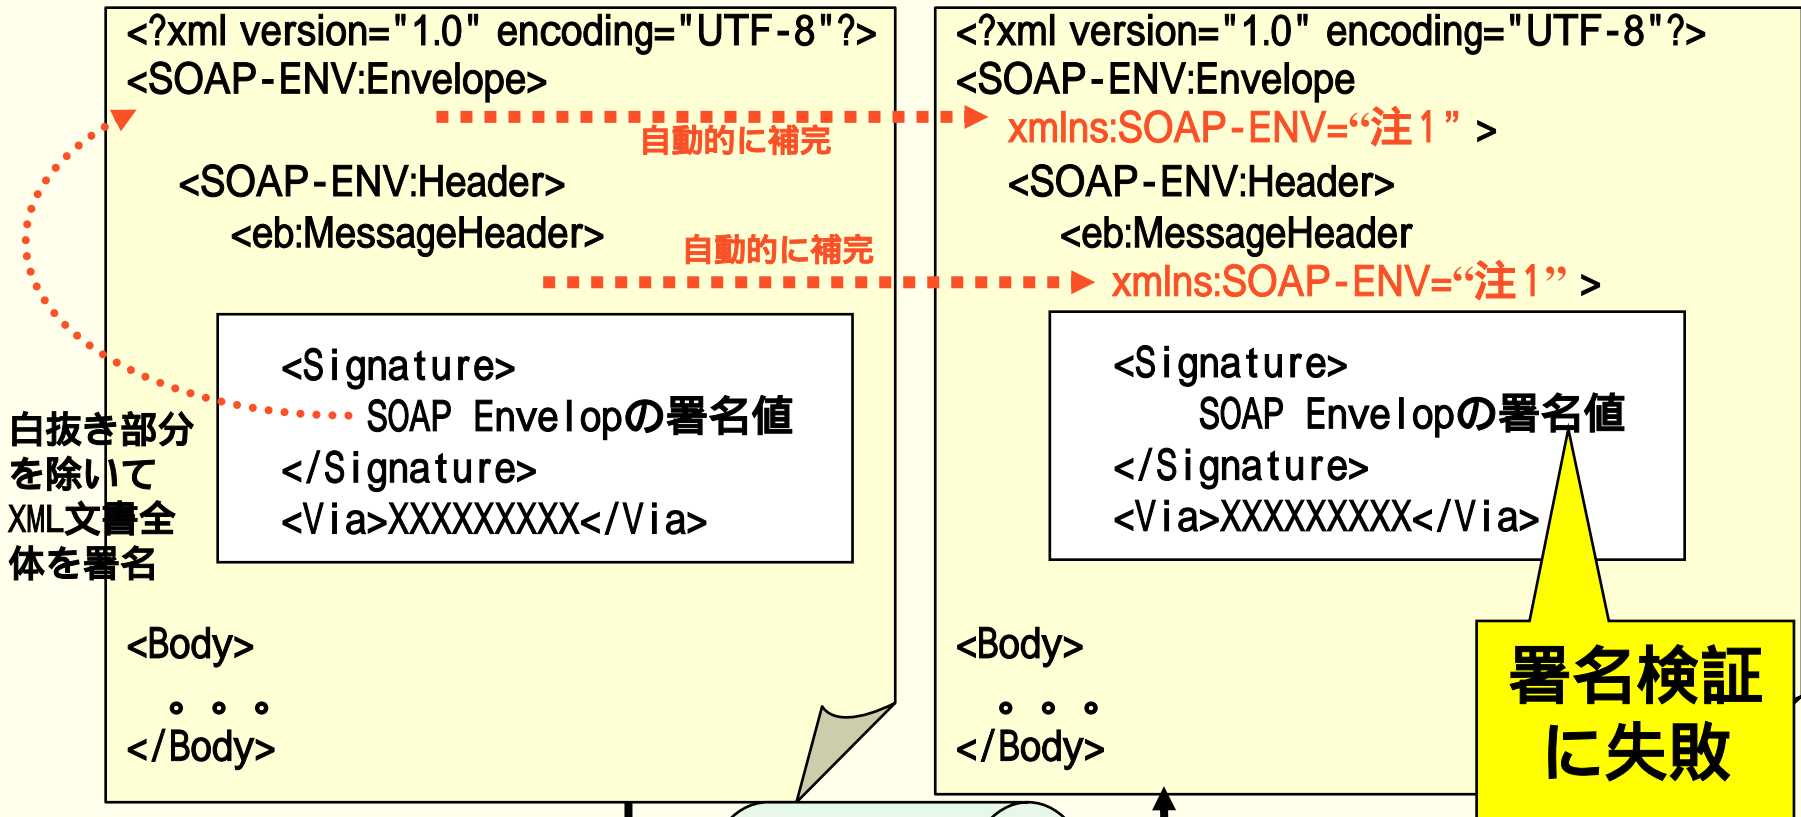 <?xml version="1.0" encoding="UTF-8"?>
<SOAP-ENV:Envelope>
自動的に補完
<SOAP-ENV:Header>
<eb:MessageHeader>
自動的に補完
<Signature>
SOAP Envelopの署名値
</Signature>
<Via>XXXXXXXXX</Via>
<Body>
。。。
</Body>
白抜き部分
を除いて
XML文書全
体を署名
<?xml version="1.0" encoding="UTF-8"?>
<SOAP-ENV:Envelope
xmlns:SOAP-ENV=“注1” >
<SOAP-ENV:Header>
<eb:MessageHeader
xmlns:SOAP-ENV=“注1” >
<Signature>
SOAP Envelopの署名値
</Signature>
<Via>XXXXXXXXX</Via>
<Body>
。。。
</Body>
署名検証
に失敗